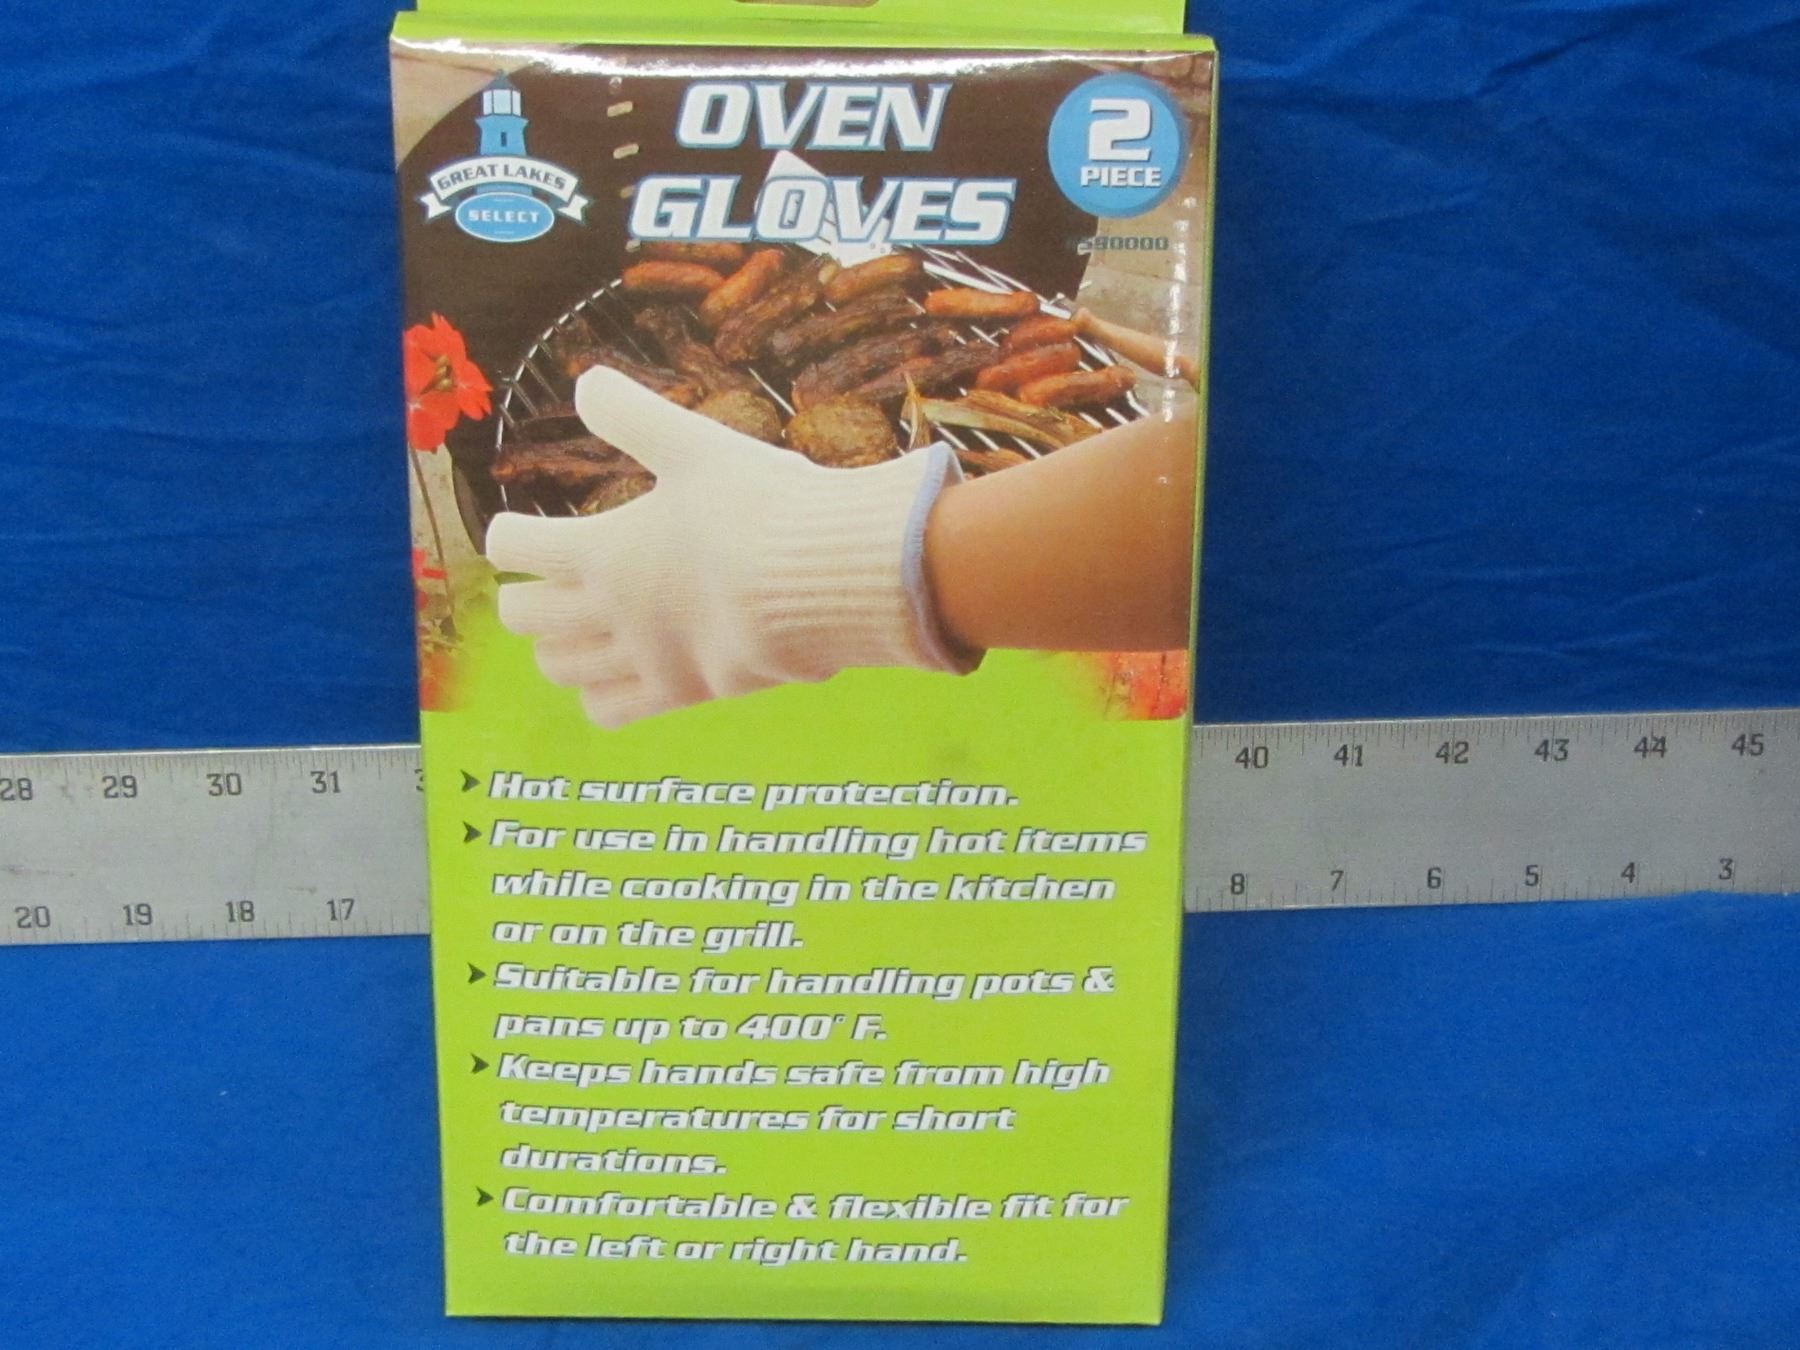 OVEN
GLOVES
GREAT LAKES
SELECT
2
PIECE
590000
➤ Hot surface protection.
➤ For use in handling hot items
while cooking in the kitchen
or on the grill.
➤ Suitable for handling pots &
pans up to 400° F.
➤ Keeps hands safe from high
temperatures for short
durations.
➤ Comfortable & flexible fit for
the left or right hand.
28 29 30 31
20 19 18 17
40 41 42 43 44 45
8 7 6 5 4 3